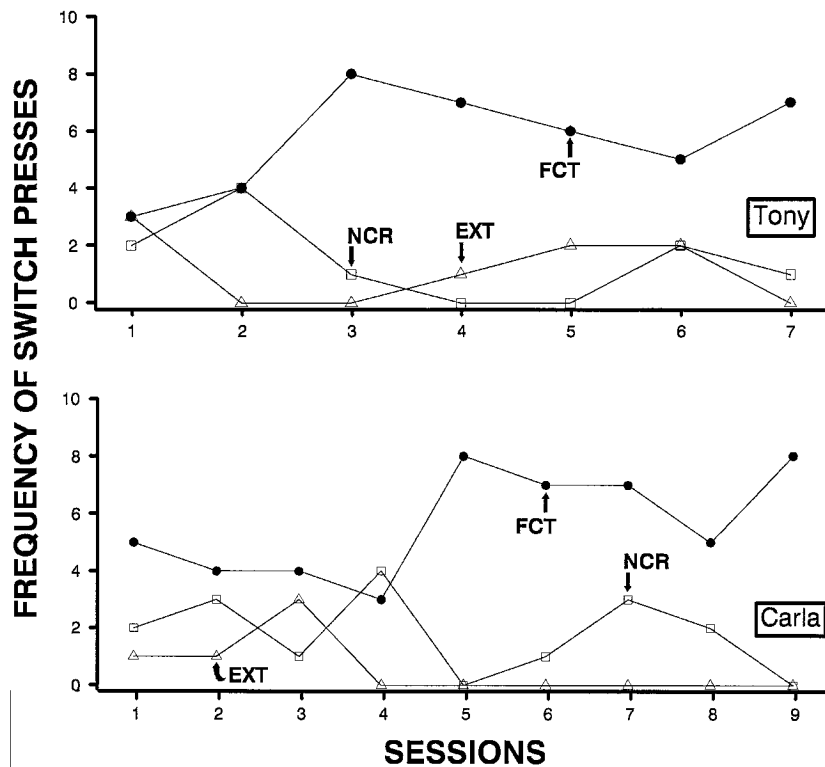 FREQUENCY OF SWITCH PRESSES
10
8
6
4
2
0
FCT
NCR
EXT
Tony
1 2 3 4 5 6 7
10
8
6
4
2
0
FCT
NCR
EXT
Carla
1 2 3 4 5 6 7 8 9
SESSIONS